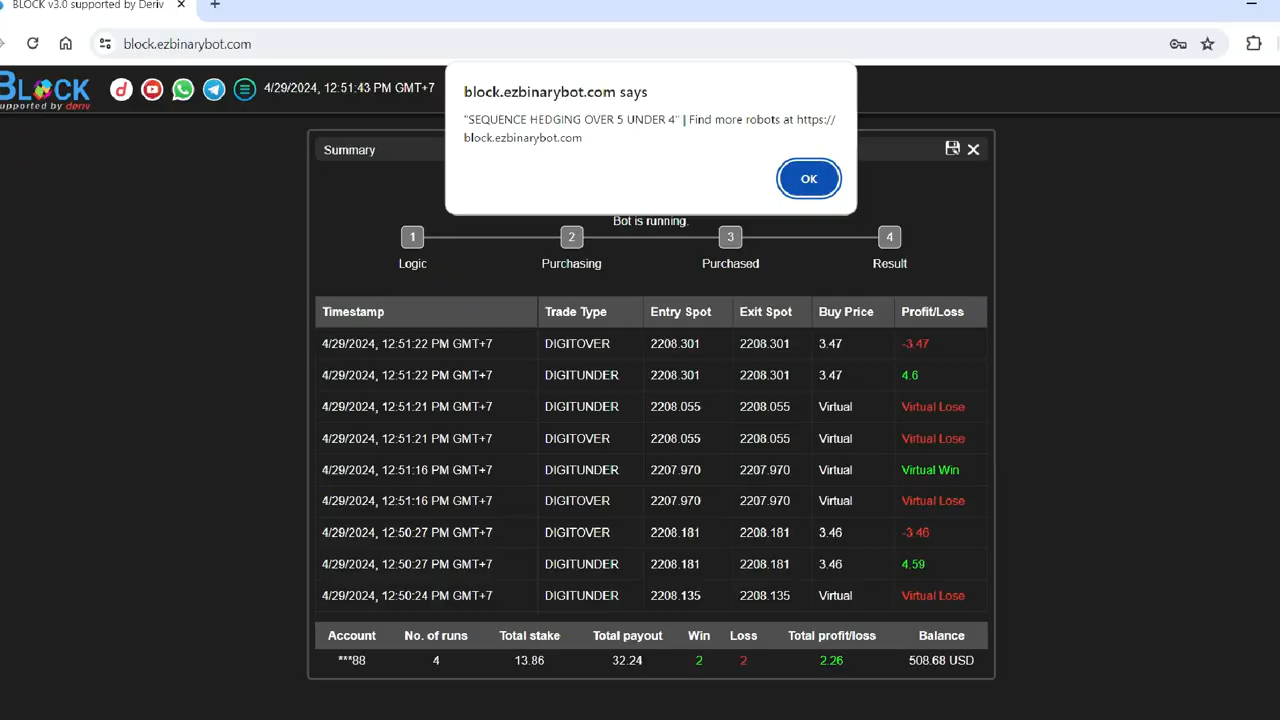 BLOCK v3.0 supported by Deriv
block.ezbinarybot.com
BLOCK
supported by deriv
4/29/2024, 12:51:43 PM GMT+7
block.ezbinarybot.com says
"SEQUENCE HEDGING OVER 5 UNDER 4" | Find more robots at https://
block.ezbinarybot.com
OK
Summary
Bot is running.
1 2 3 4
Logic Purchasing Purchased Result
Timestamp Trade Type Entry Spot Exit Spot Buy Price Profit/Loss
4/29/2024, 12:51:22 PM GMT+7 DIGITOVER 2208.301 2208.301 3.47 -3.47
4/29/2024, 12:51:22 PM GMT+7 DIGITUNDER 2208.301 2208.301 3.47 4.6
4/29/2024, 12:51:21 PM GMT+7 DIGITUNDER 2208.055 2208.055 Virtual Virtual Lose
4/29/2024, 12:51:21 PM GMT+7 DIGITOVER 2208.055 2208.055 Virtual Virtual Lose
4/29/2024, 12:51:16 PM GMT+7 DIGITUNDER 2207.970 2207.970 Virtual Virtual Win
4/29/2024, 12:51:16 PM GMT+7 DIGITOVER 2207.970 2207.970 Virtual Virtual Lose
4/29/2024, 12:50:27 PM GMT+7 DIGITOVER 2208.181 2208.181 3.46 -3.46
4/29/2024, 12:50:27 PM GMT+7 DIGITUNDER 2208.181 2208.181 3.46 4.59
4/29/2024, 12:50:24 PM GMT+7 DIGITUNDER 2208.135 2208.135 Virtual Virtual Lose
Account No. of runs Total stake Total payout Win Loss Total profit/loss Balance
***88 4 13.86 32.24 2 2 2.26 508.68 USD